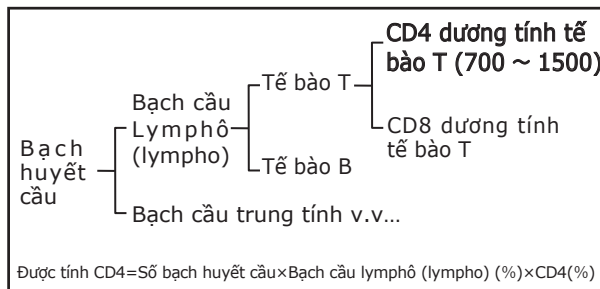 CD4 dương tính tế
bào T (700 ～ 1500)
Tế bào T
Bạch cầu
Lymphô
(lympho)
CD8 dương tính
tế bào T
Bạch
huyết
cầu
Tế bào B
Bạch cầu trung tính v.v…
Được tính CD4=Số bạch huyết cầu×Bạch cầu lymphô (lympho) (%)×CD4(%)